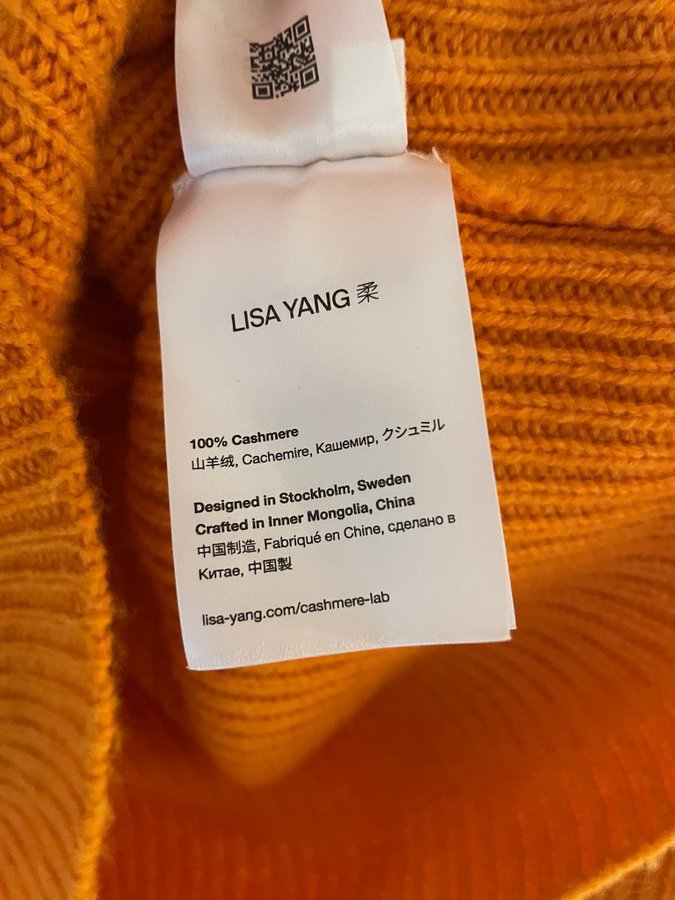 LISA YANG 柔
100% Cashmere
山羊绒, Cachemire, Кашемир, クシュミル
Designed in Stockholm, Sweden
Crafted in Inner Mongolia, China
中国制造, Fabriqué en Chine, сделано в
Китае, 中国製
lisa-yang.com/cashmere-lab